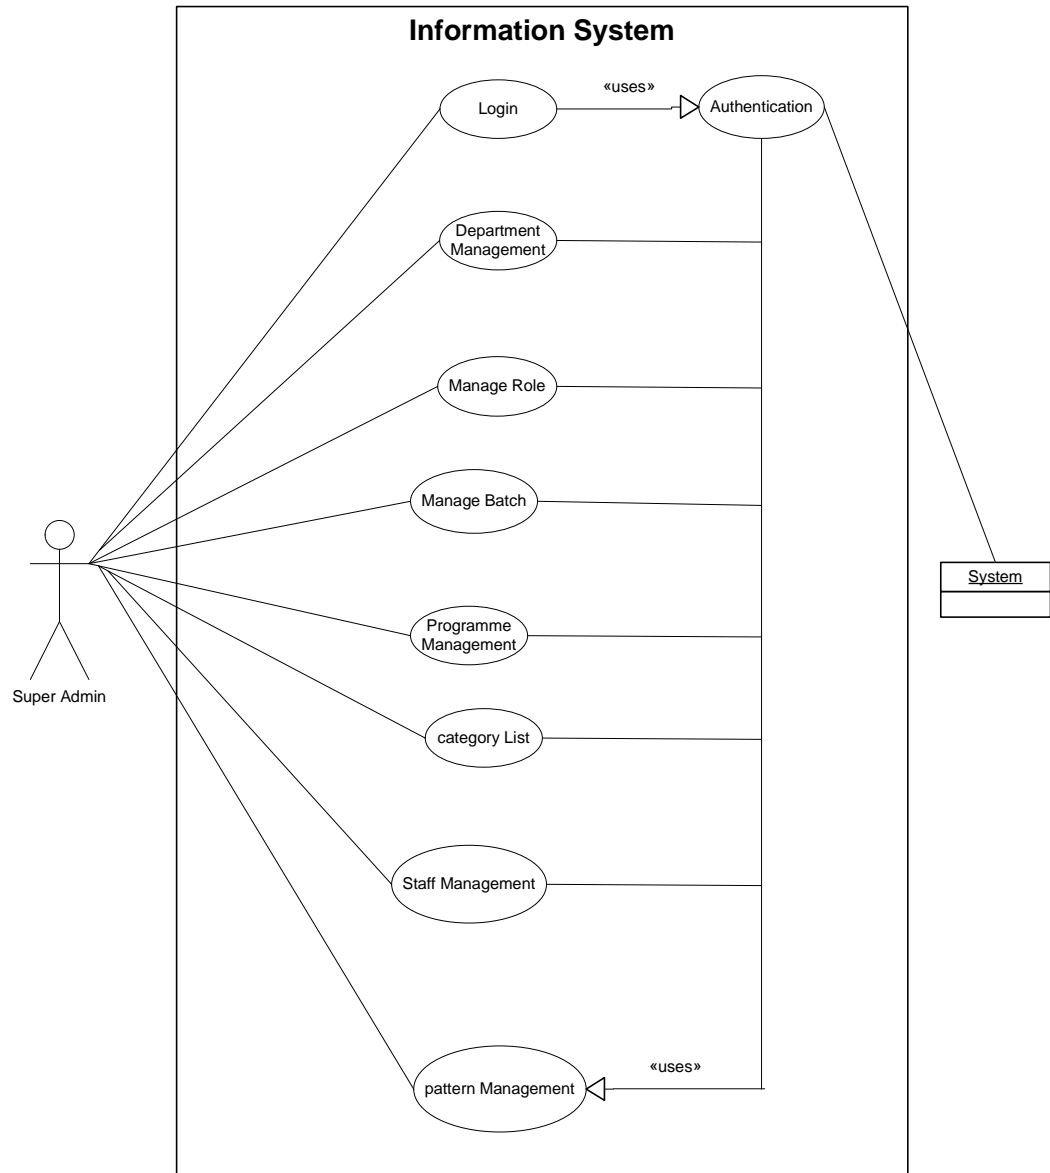 Information System
«uses»
Login
Authentication
Department
Management
Manage Role
Manage Batch
System
Programme
Management
Super Admin
category List
Staff Management
«uses»
pattern Management